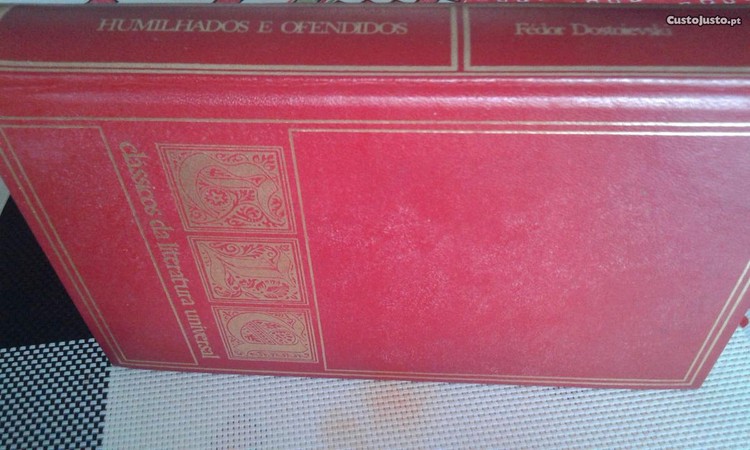 CustoJusto.pt
HUMILHADOS E OFENDIDOS
Fédor Dostoievski
clássicos da literatura universal